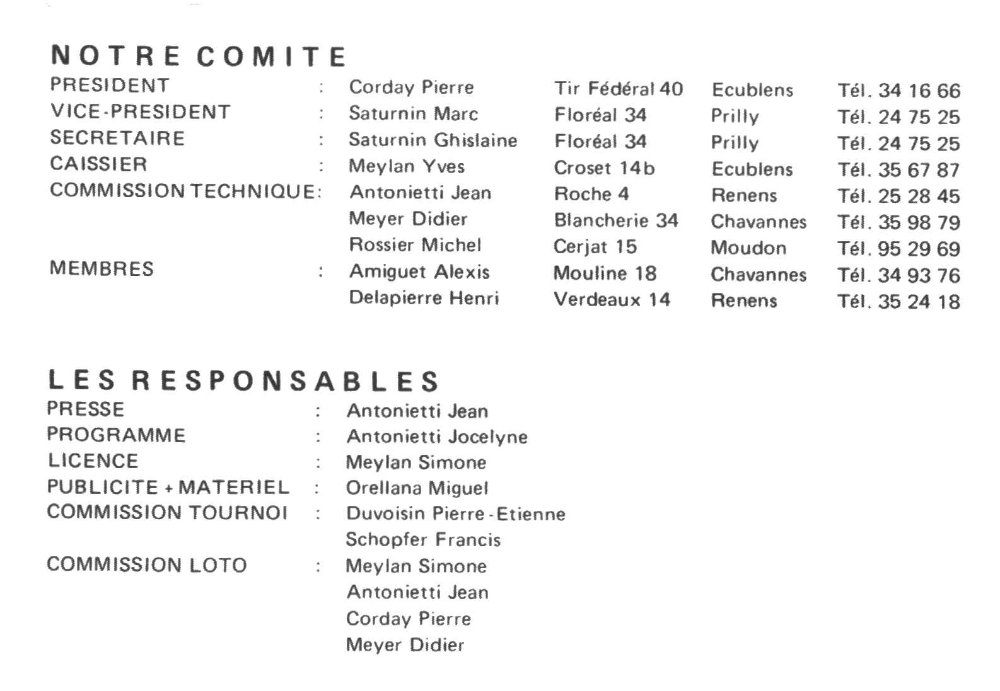 NOTRE COMITE
PRESIDENT : Corday Pierre Tir Fédéral 40 Ecublens Tél. 34 16 66
VICE-PRESIDENT : Saturnin Marc Floréal 34 Prilly Tél. 24 75 25
SECRETAIRE : Saturnin Ghislaine Floréal 34 Prilly Tél. 24 75 25
CAISSIER : Meylan Yves Croset 14b Ecublens Tél. 35 67 87
COMMISSION TECHNIQUE: Antonietti Jean Roche 4 Renens Tél. 25 28 45
Meyer Didier Blancherie 34 Chavannes Tél. 35 98 79
Rossier Michel Cerjat 15 Moudon Tél. 95 29 69
MEMBRES : Amiguet Alexis Mouline 18 Chavannes Tél. 34 93 76
Delapierre Henri Verdeaux 14 Renens Tél. 35 24 18
LES RESPONSABLES
PRESSE : Antonietti Jean
PROGRAMME : Antonietti Jocelyne
LICENCE : Meylan Simone
PUBLICITE + MATERIEL : Orellana Miguel
COMMISSION TOURNOI : Duvoisin Pierre-Etienne
Schopfer Francis
COMMISSION LOTO : Meylan Simone
Antonietti Jean
Corday Pierre
Meyer Didier